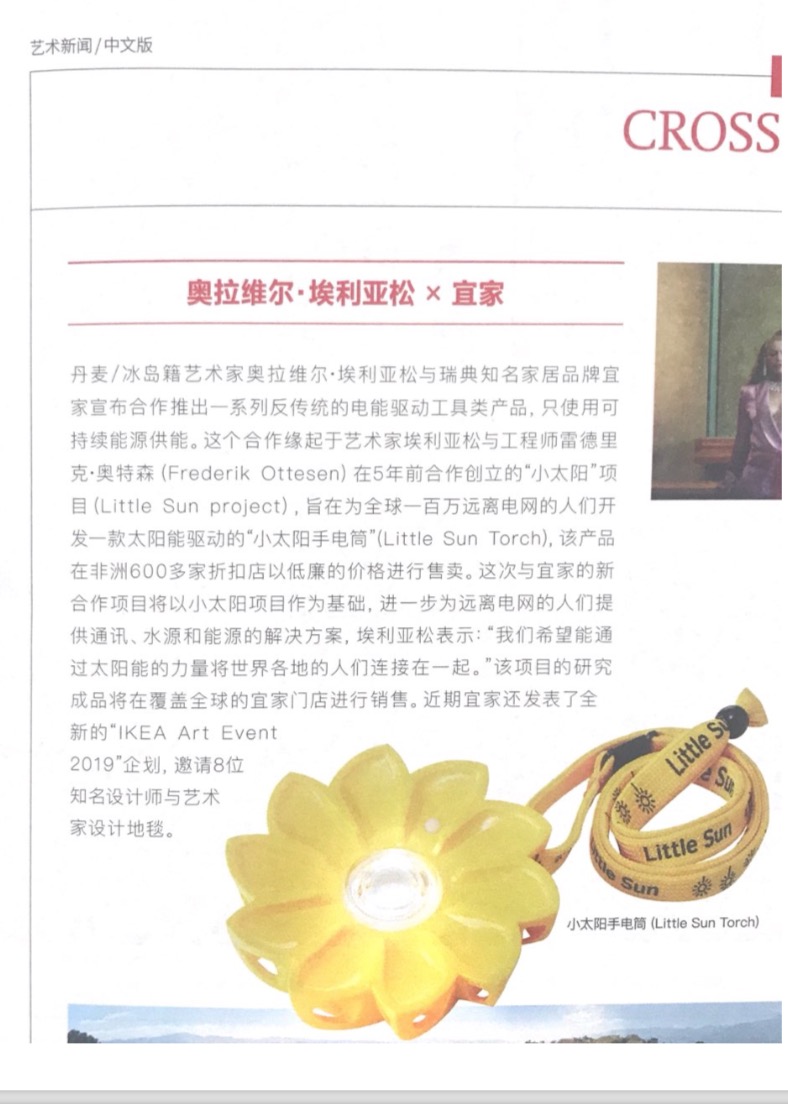 艺术新闻/中文版
CROSS
奥拉维尔·埃利亚松 × 宜家
丹麦/冰岛籍艺术家奥拉维尔·埃利亚松与瑞典知名家居品牌宜
家宣布合作推出一系列反传统的电能驱动工具类产品, 只使用可
持续能源供能。这个合作缘起于艺术家埃利亚松与工程师雷德里
克·奥特森 (Frederik Ottesen) 在5年前合作创立的“小太阳”项
目 (Little Sun project) , 旨在为全球一百万远离电网的人们开
发一款太阳能驱动的“小太阳手电筒”(Little Sun Torch), 该产品
在非洲600多家折扣店以低廉的价格进行售卖。这次与宜家的新
合作项目将以小太阳项目作为基础, 进一步为远离电网的人们提
供通讯、水源和能源的解决方案, 埃利亚松表示: “我们希望能通
过太阳能的力量将世界各地的人们连接在一起。”该项目的研究
成品将在覆盖全球的宜家门店进行销售。近期宜家还发表了全
新的“IKEA Art Event
2019”企划, 邀请8位
知名设计师与艺术
家设计地毯。
Little Su
e Su
Little Sun
ttle Sun
小太阳手电筒 (Little Sun Torch)